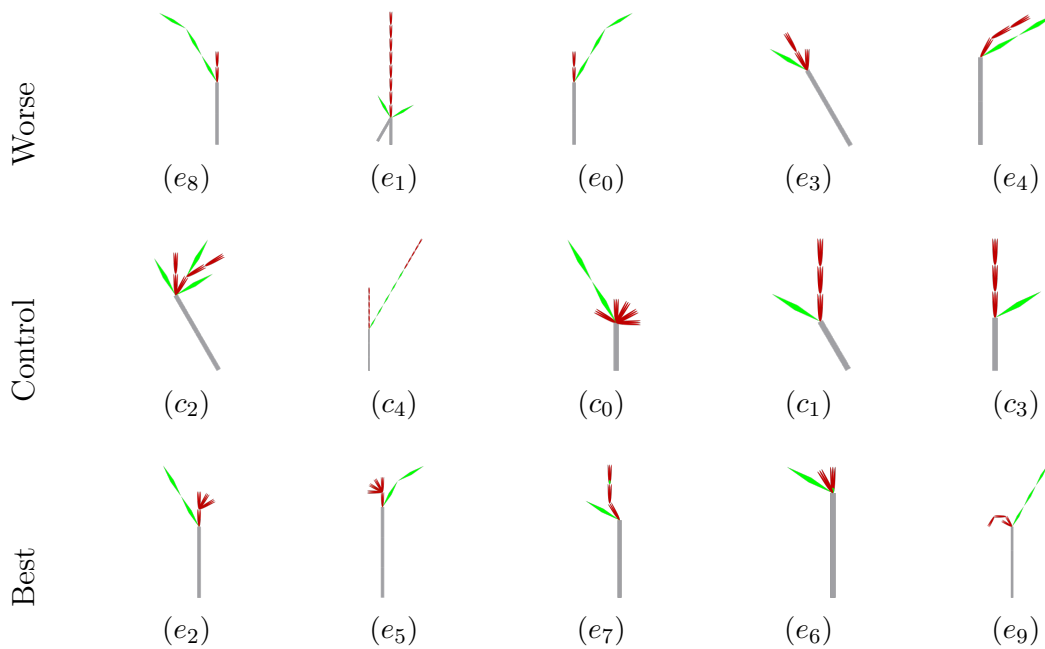 Worse
(e₈) (e₁) (e₀) (e₃) (e₄)
Control
(c₂) (c₄) (c₀) (c₁) (c₃)
Best
(e₂) (e₅) (e₇) (e₆) (e₉)